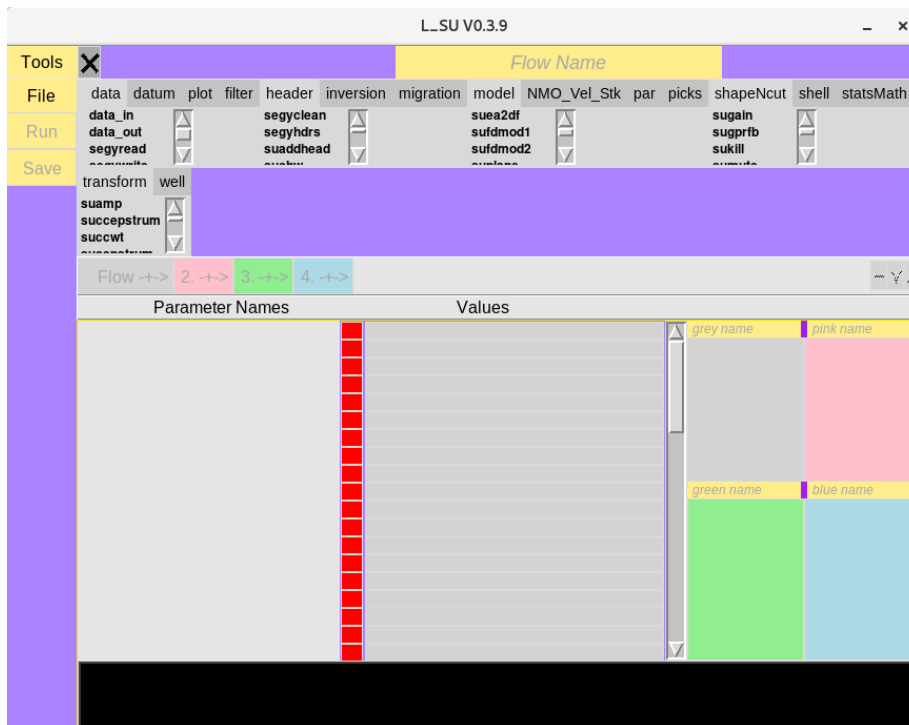 L_SU V0.3.9
Tools
Flow Name
File
data datum plot filter header inversion migration model NMO_Vel_Stk par picks shapeNcut shell statsMath
Run
data_in segyclean suea2df sugain
data_out segyhdrs sufdmod1 sugprfb
segyread suaddhead sufdmod2 sukill
Save
transform well
suamp
succepstrum
succwt
Flow -+-> 2. -+-> 3. -+-> 4. -+->
Parameter Names Values
grey name pink name
green name blue name